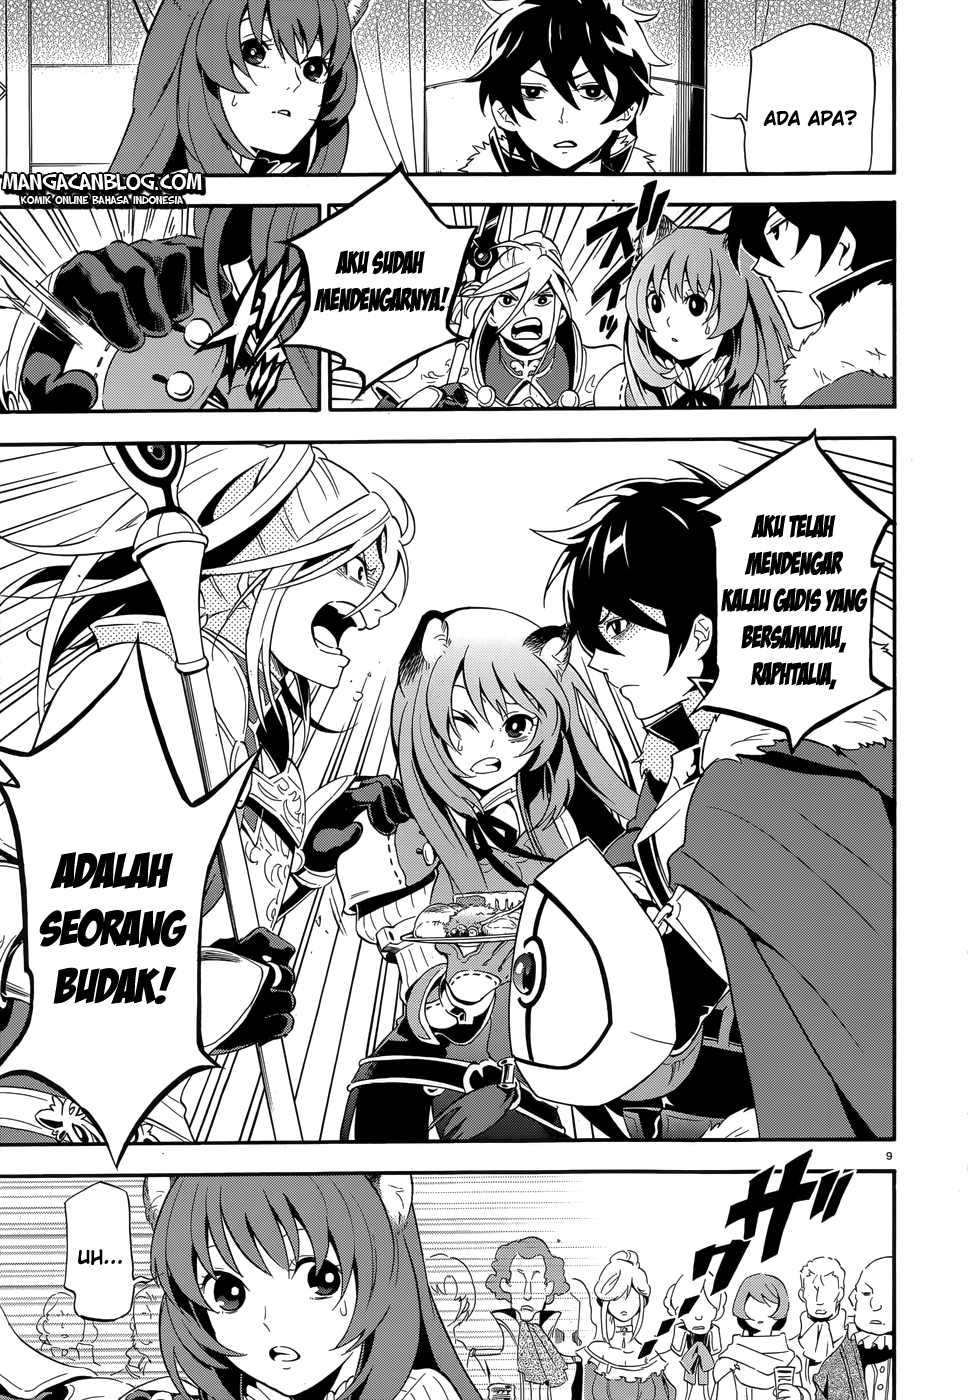 ADA APA?
MANGACANBLOG.COM
KOMIK ONLINE BAHASA INDONESIA
AKU SUDAH
MENDENGARNYA!
AKU TELAH
MENDENGAR
KALAU GADIS YANG
BERSAMAMU,
RAPHTALIA,
ADALAH
SEORANG
BUDAK!
9
UH...